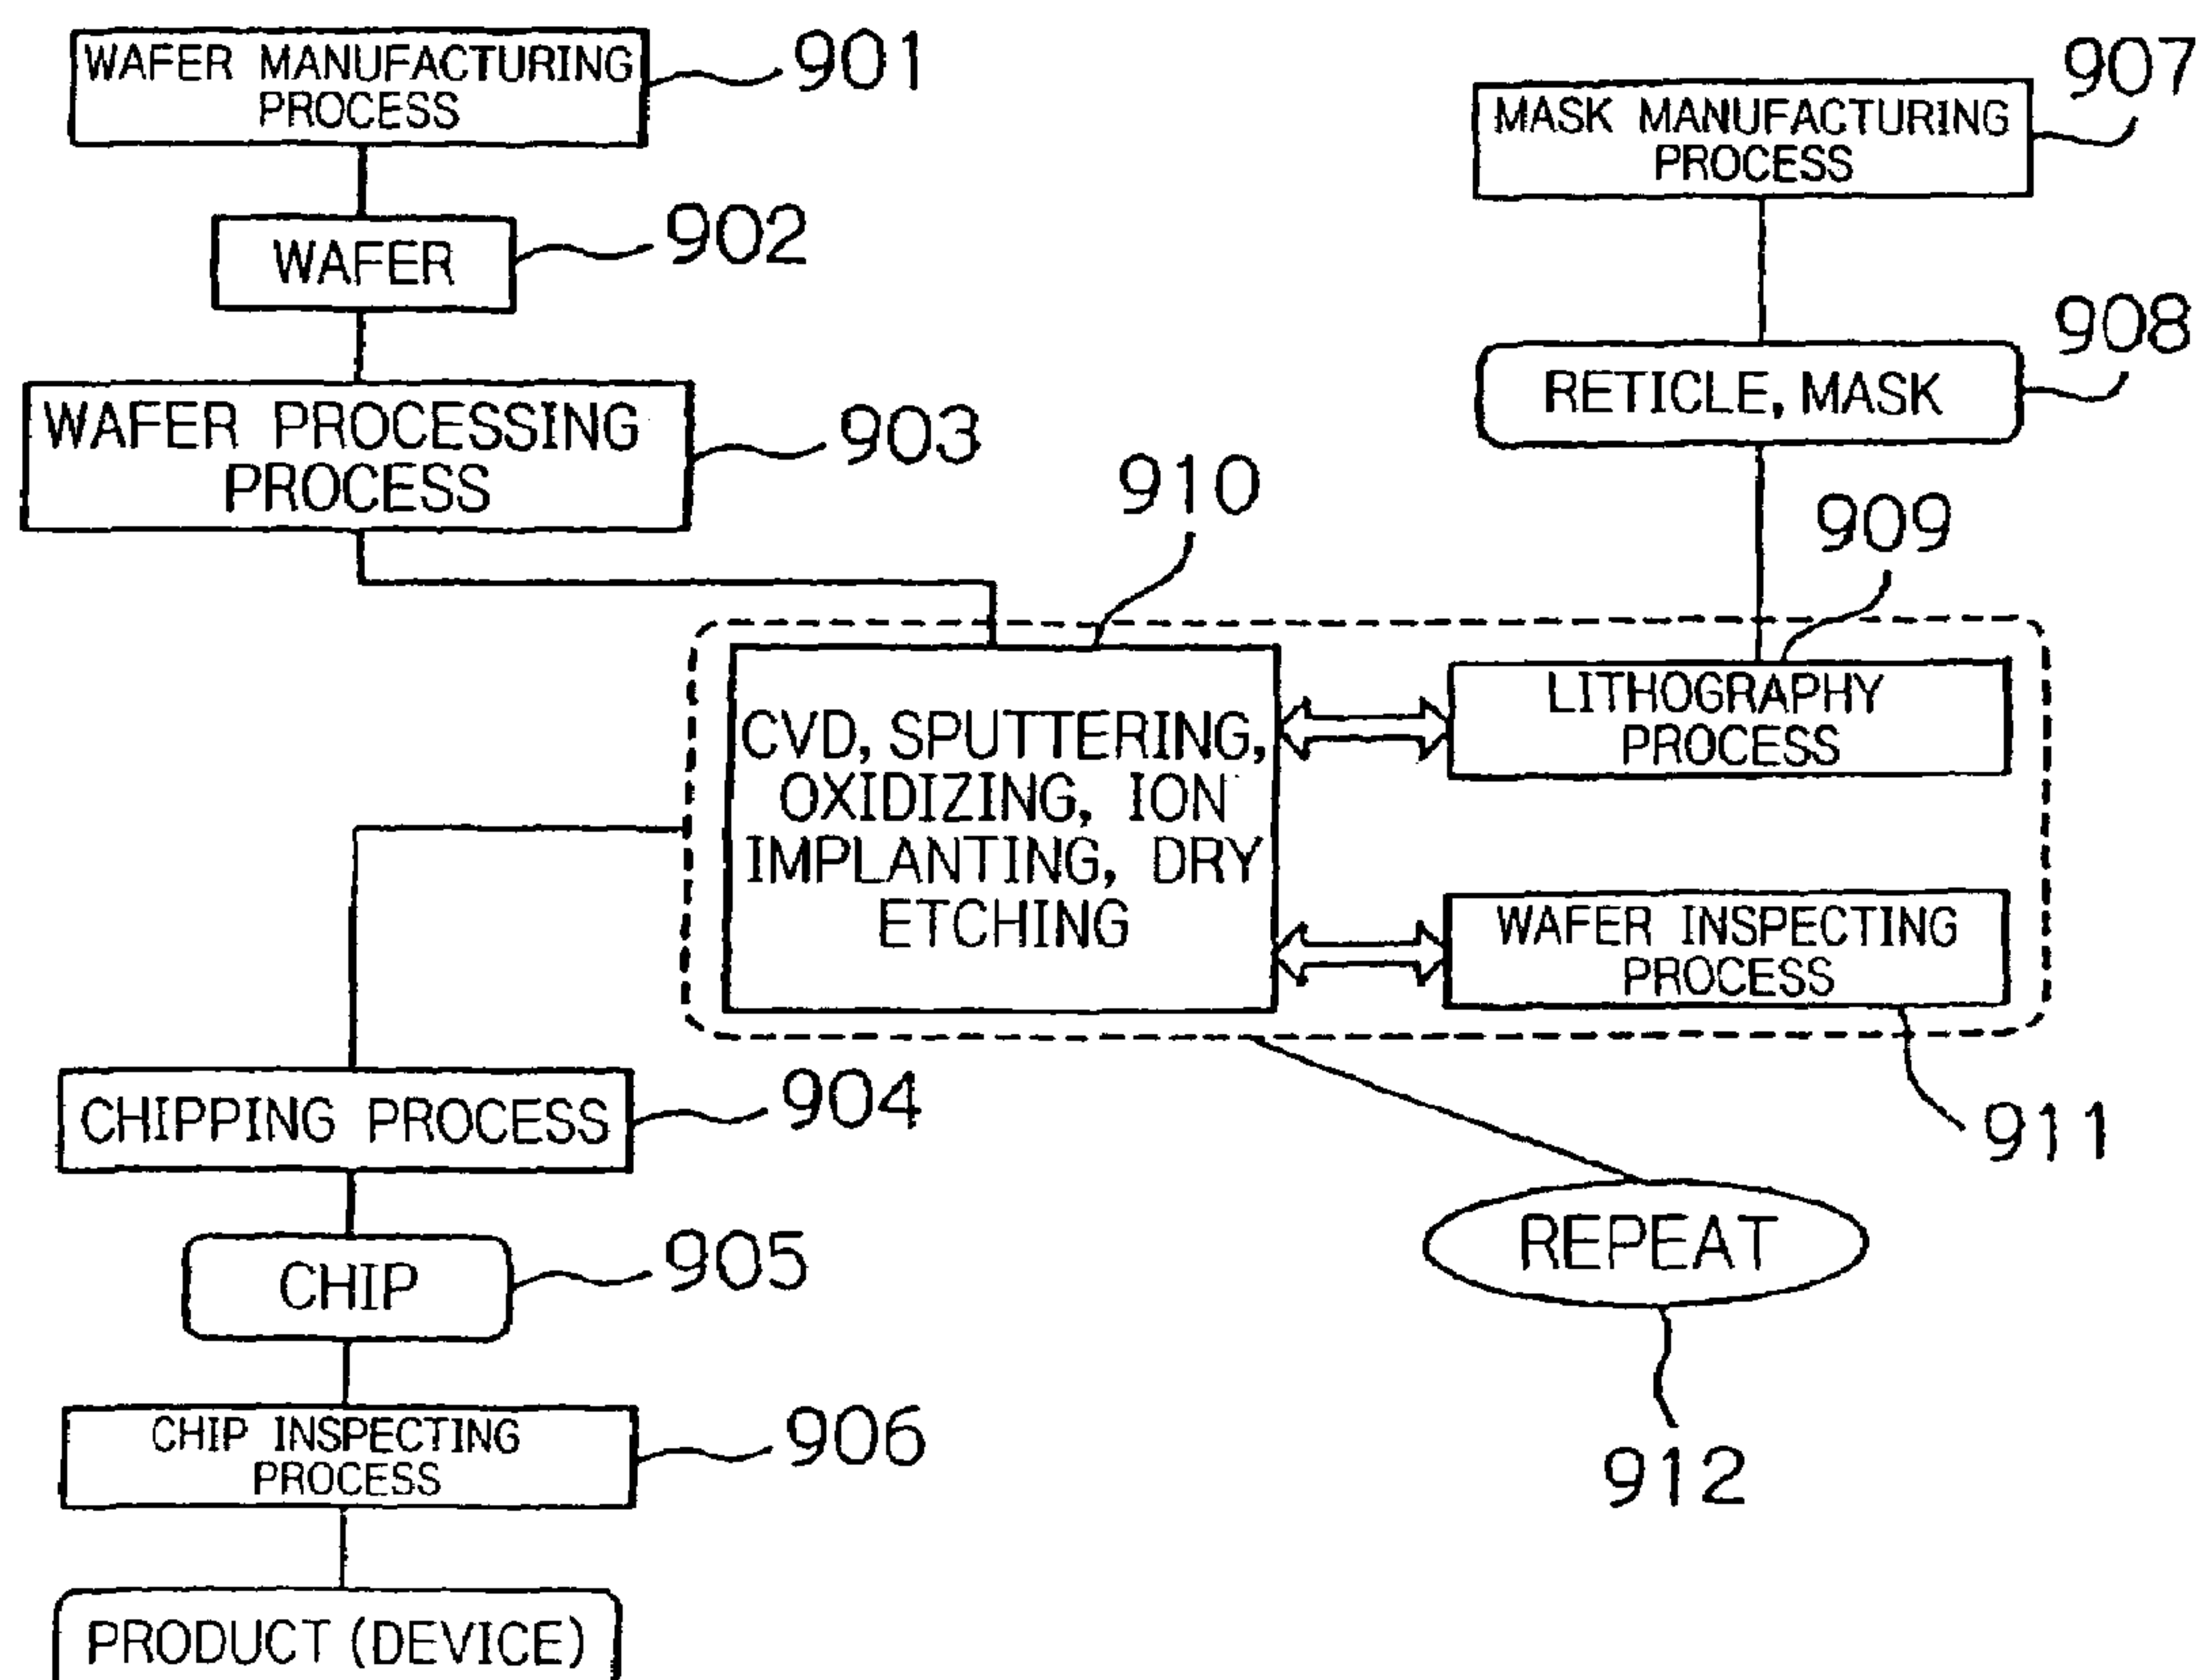 WAFER MANUFACTURING
PROCESS
901
WAFER
902
WAFER PROCESSING
PROCESS
903
MASK MANUFACTURING
PROCESS
907
RETICLE, MASK
908
909
910
CVD, SPUTTERING,
OXIDIZING, ION
IMPLANTING, DRY
ETCHING
LITHOGRAPHY
PROCESS
WAFER INSPECTING
PROCESS
911
REPEAT
912
CHIPPING PROCESS
904
CHIP
905
CHIP INSPECTING
PROCESS
906
PRODUCT (DEVICE)